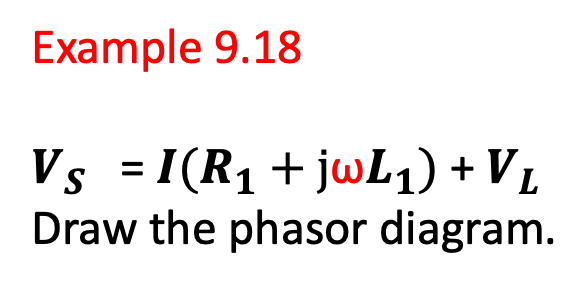 Example 9.18
V_S = I(R_1 + jωL_1) + V_L
Draw the phasor diagram.